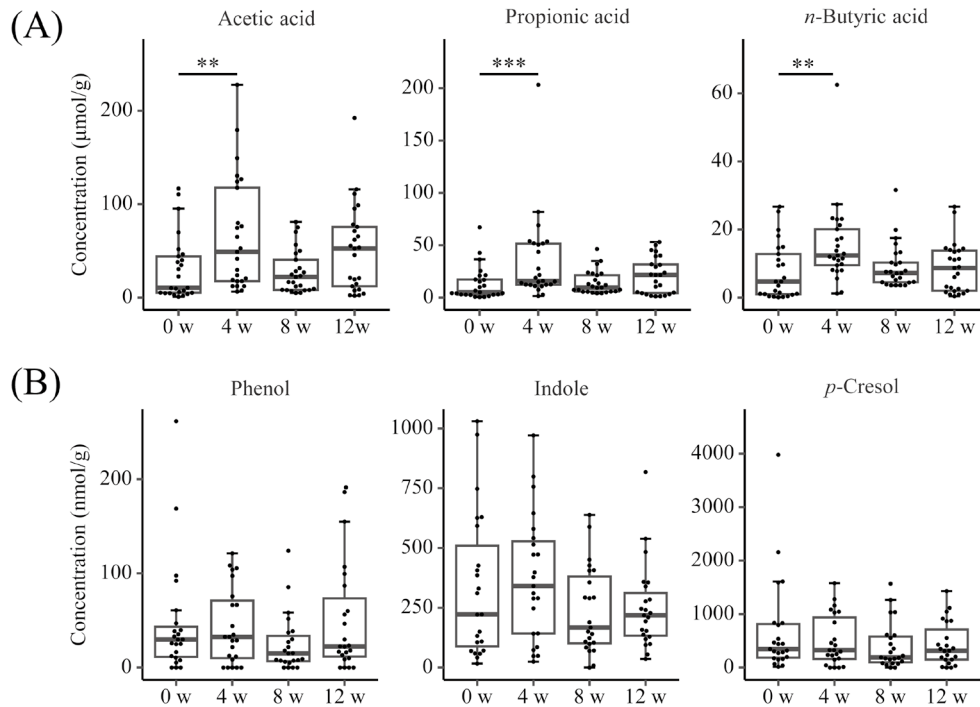 (A)
Acetic acid
Propionic acid
n-Butyric acid
Concentration (μmol/g)
200
100
0
**
0 w 4 w 8 w 12 w
200
150
100
50
0
***
0 w 4 w 8 w 12 w
60
40
20
0
**
0 w 4 w 8 w 12 w
(B)
Phenol
Indole
p-Cresol
Concentration (nmol/g)
200
100
0
0 w 4 w 8 w 12 w
1000
750
500
250
0
0 w 4 w 8 w 12 w
4000
3000
2000
1000
0
0 w 4 w 8 w 12 w